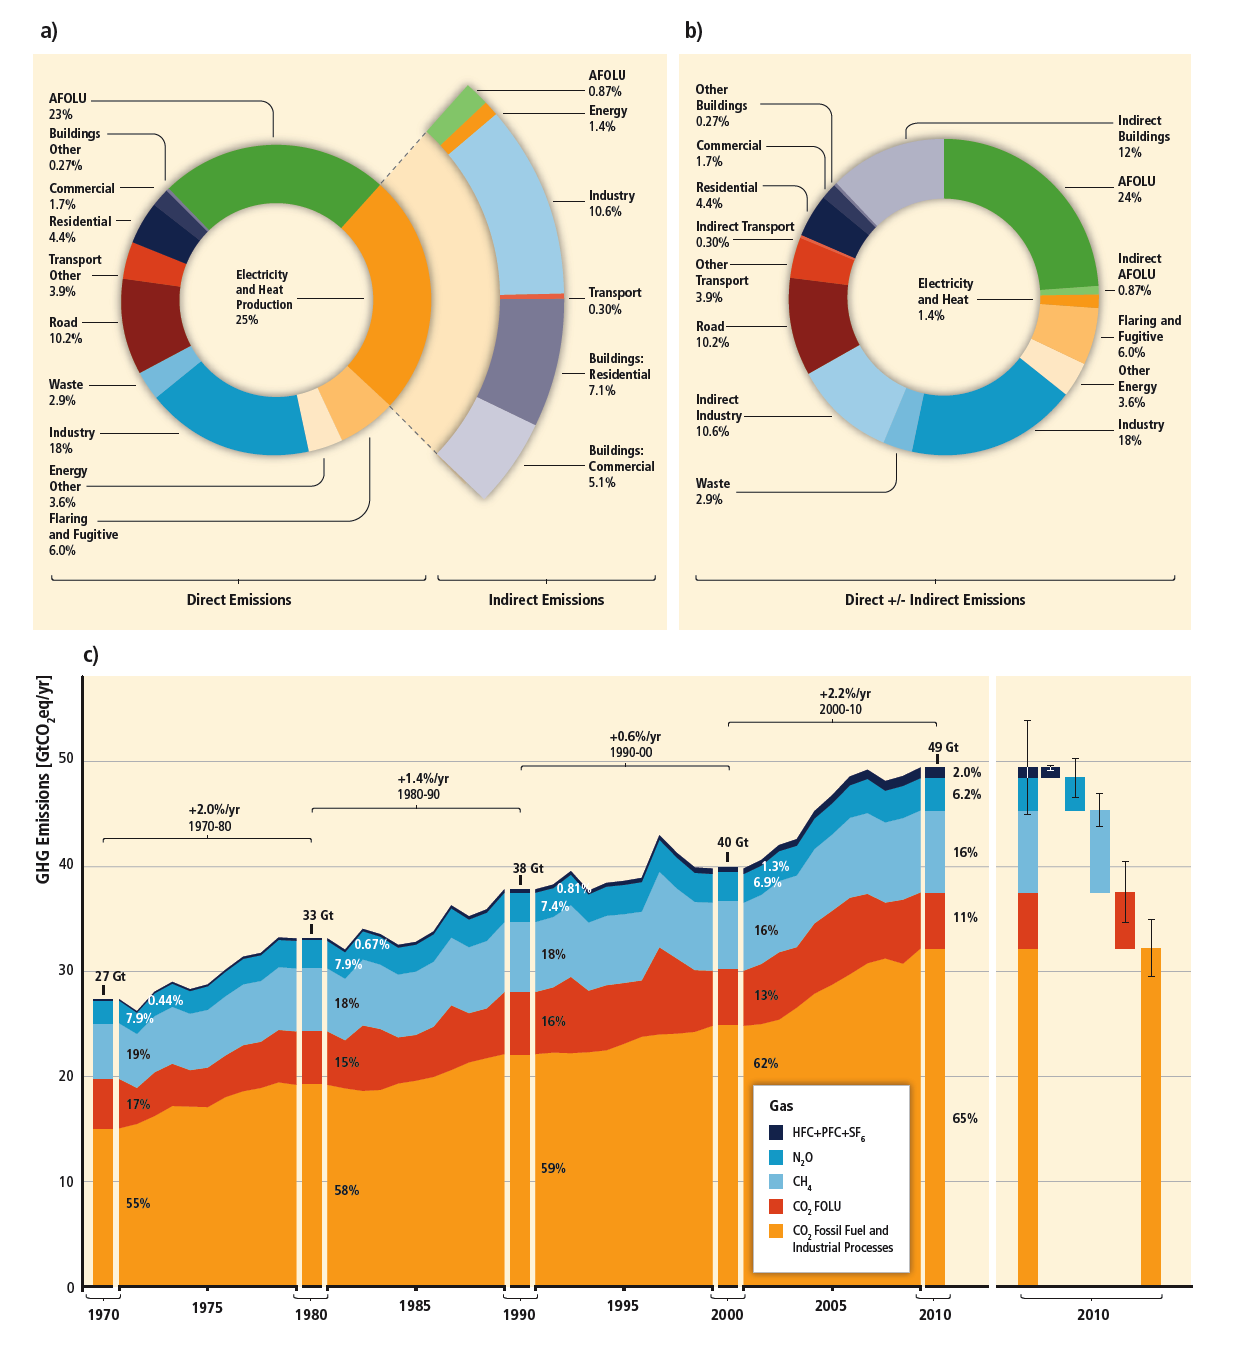 a)
AFOLU
23%
Buildings
Other
0.27%
Commercial
1.7%
Residential
4.4%
Transport
Other
3.9%
Road
10.2%
Waste
2.9%
Industry
18%
Energy
Other
3.6%
Flaring
and Fugitive
6.0%
Electricity
and Heat
Production
25%
AFOLU
0.87%
Energy
1.4%
Industry
10.6%
Transport
0.30%
Buildings:
Residential
7.1%
Buildings:
Commercial
5.1%
Direct Emissions
Indirect Emissions
b)
Other
Buildings
0.27%
Commercial
1.7%
Residential
4.4%
Indirect Transport
0.30%
Other
Transport
3.9%
Road
10.2%
Indirect
Industry
10.6%
Waste
2.9%
Electricity
and Heat
1.4%
Indirect
Buildings
12%
AFOLU
24%
Indirect
AFOLU
0.87%
Flaring and
Fugitive
6.0%
Other
Energy
3.6%
Industry
18%
Direct +/- Indirect Emissions
c)
GHG Emissions [GtCO2eq/yr]
50
40
30
20
10
0
+2.0%/yr
1970-80
+1.4%/yr
1980-90
+0.6%/yr
1990-00
+2.2%/yr
2000-10
27 Gt
0.44%
7.9%
19%
17%
55%
33 Gt
0.67%
7.9%
18%
15%
58%
38 Gt
0.81%
7.4%
18%
16%
59%
40 Gt
1.3%
6.9%
16%
13%
62%
49 Gt
2.0%
6.2%
16%
11%
65%
Gas
HFC+PFC+SF6
N2O
CH4
CO2 FOLU
CO2 Fossil Fuel and
Industrial Processes
1970
1975
1980
1985
1990
1995
2000
2005
2010
2010